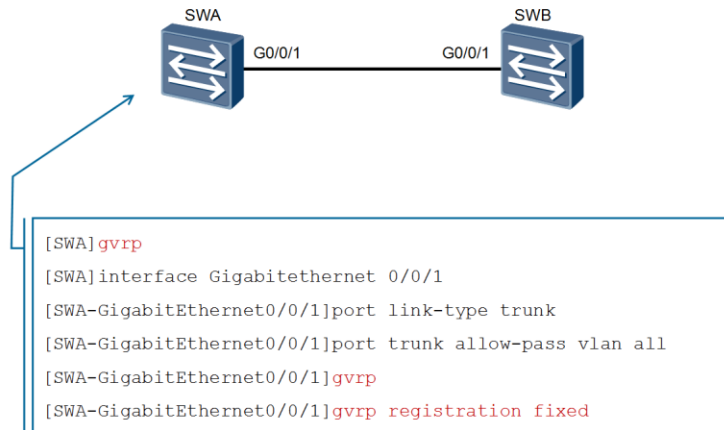 SWA
SWB
G0/0/1
G0/0/1
[SWA]gvrp
[SWA]interface Gigabitethernet 0/0/1
[SWA-GigabitEthernet0/0/1]port link-type trunk
[SWA-GigabitEthernet0/0/1]port trunk allow-pass vlan all
[SWA-GigabitEthernet0/0/1]gvrp
[SWA-GigabitEthernet0/0/1]gvrp registration fixed